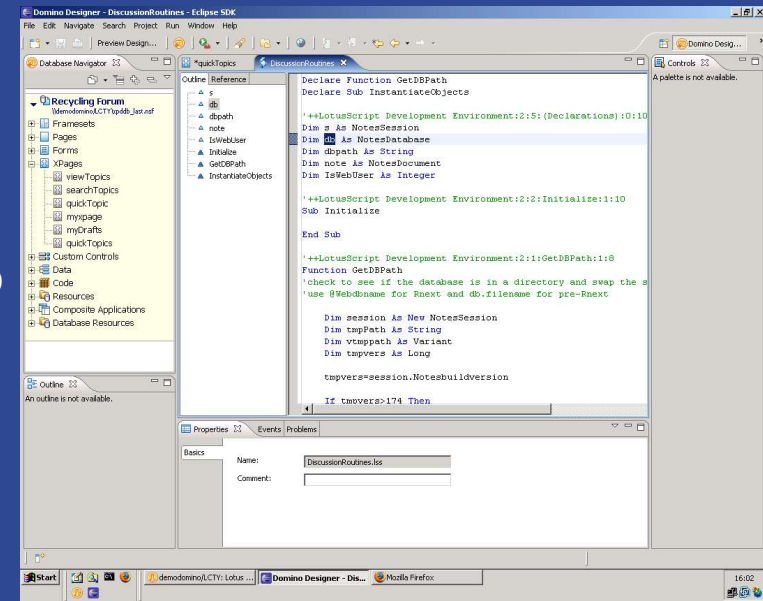 Domino Designer - DiscussionRoutines - Eclipse SDK
File Edit Navigate Search Project Run Window Help
Preview Design...
Domino Desig...
Database Navigator
Recycling Forum
\\demodomino/LCTY\xpddb_last.nsf
Framesets
Pages
Forms
XPages
viewTopics
searchTopics
quickTopic
myxpage
myDrafts
quickTopics
Custom Controls
Data
Code
Resources
Composite Applications
Database Resources
Outline
An outline is not available.
*quickTopics
DiscussionRoutines
Outline Reference
s
db
dbpath
note
IsWebUser
Initialize
GetDBPath
InstantiateObjects
Declare Function GetDBPath
Declare Sub InstantiateObjects
'++LotusScript Development Environment:2:5:(Declarations):0:10
Dim s As NotesSession
Dim db As NotesDatabase
Dim dbpath As String
Dim note As NotesDocument
Dim IsWebUser As Integer
'++LotusScript Development Environment:2:2:Initialize:1:10
Sub Initialize
End Sub
'++LotusScript Development Environment:2:1:GetDBPath:1:8
Function GetDBPath
'check to see if the database is in a directory and swap the s
'use @Webdbname for Rnext and db.filename for pre-Rnext
Dim session As New NotesSession
Dim tmpPath As String
Dim vtmppath As Variant
Dim tmpvers As Long
tmpvers=session.Notesbuildversion
If tmpvers>174 Then
Controls
A palette is not available.
Properties Events Problems
Basics
Name: DiscussionRoutines.lss
Comment:
Start
demodomino/LCTY: Lotus ...
Domino Designer - Dis...
Mozilla Firefox
16:02